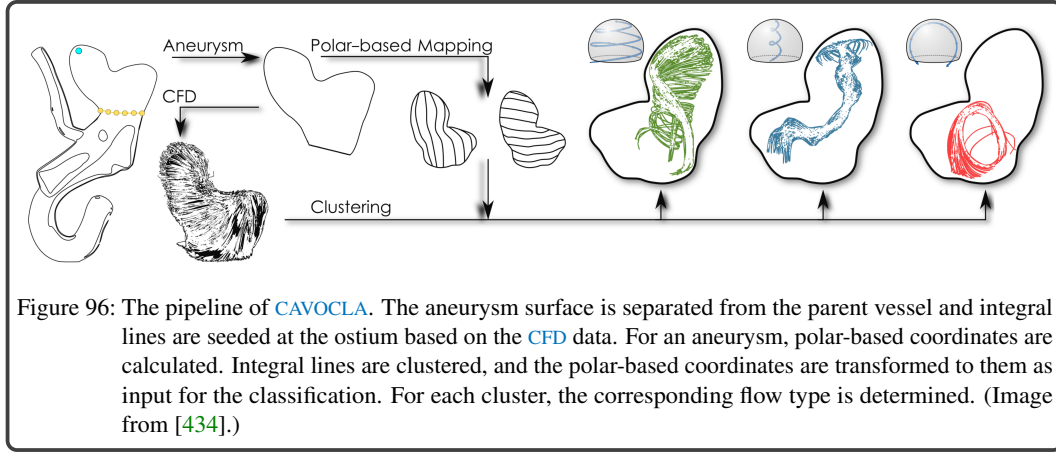 Aneurysm
Polar-based Mapping
CFD
Clustering
Figure 96: The pipeline of CAVOCLA. The aneurysm surface is separated from the parent vessel and integral
lines are seeded at the ostium based on the CFD data. For an aneurysm, polar-based coordinates are
calculated. Integral lines are clustered, and the polar-based coordinates are transformed to them as
input for the classification. For each cluster, the corresponding flow type is determined. (Image
from [434].)